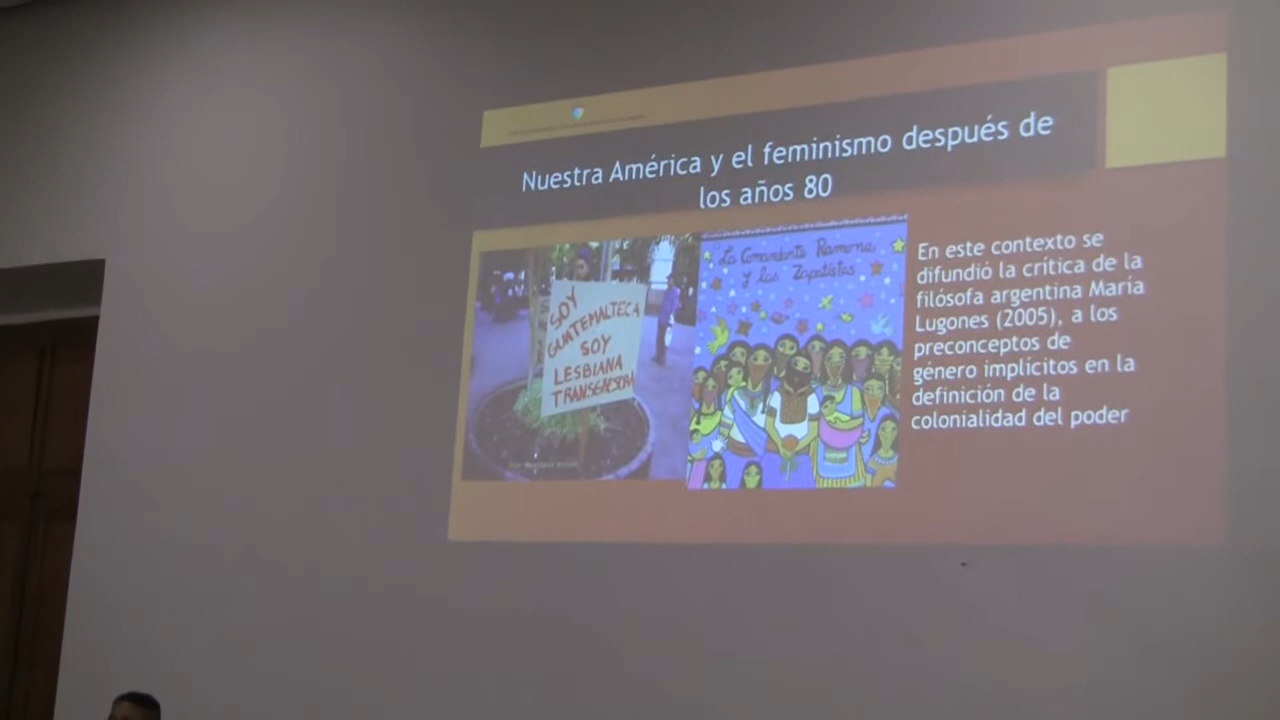 Nuestra América y el feminismo después de
los años 80
SOY
GUATEMALTECA
SOY
LESBIANA
TRANSGÉNERA
La Comandante Ramona
y las Zapatistas
En este contexto se
difundió la crítica de la
filósofa argentina María
Lugones (2005), a los
preconceptos de
género implícitos en la
definición de la
colonialidad del poder